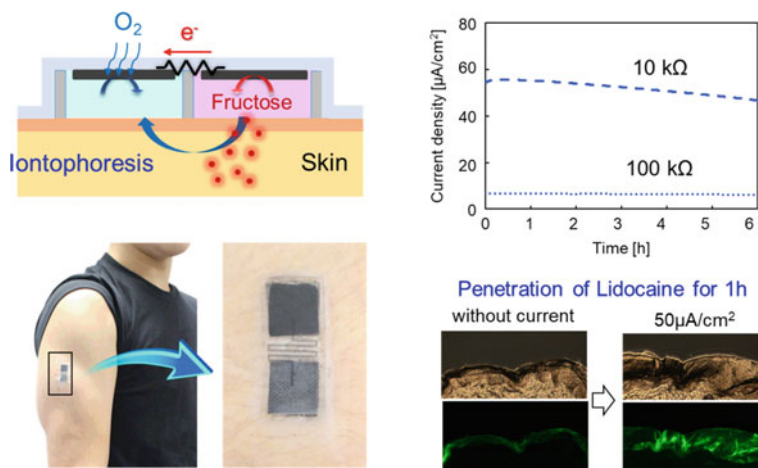 O₂
e⁻
Fructose
Iontophoresis
Skin
Current density [µA/cm²]
80
60
40
20
0
10 kΩ
100 kΩ
0 1 2 3 4 5 6
Time [h]
Penetration of Lidocaine for 1h
without current
50µA/cm²